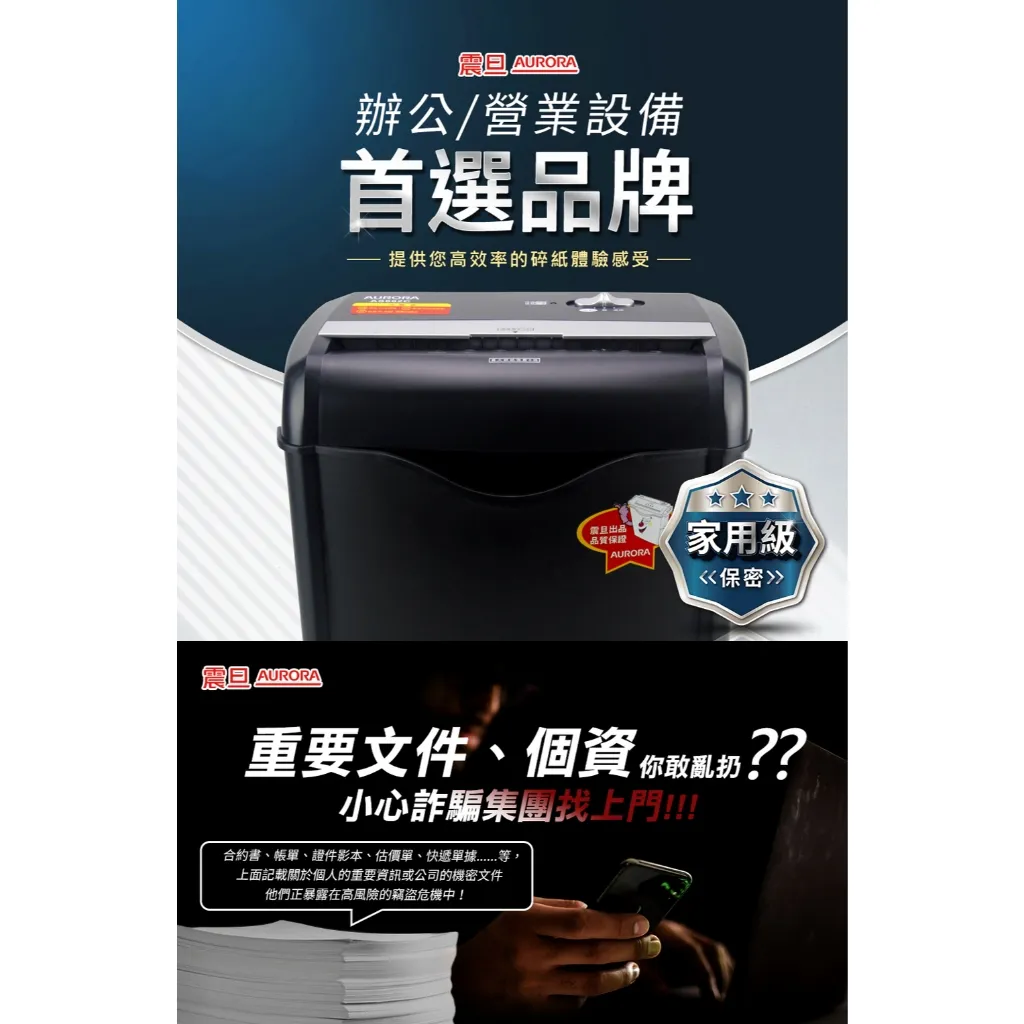 震旦 AURORA
辦公/營業設備
首選品牌
提供您高效率的碎紙體驗感受
AURORA
震旦出品
品質保證
AURORA
家用級
保密
震旦 AURORA
重要文件、個資 你敢亂扔??
小心詐騙集團找上門!!!
合約書、帳單、證件影本、估價單、快遞單據......等，
上面記載關於個人的重要資訊或公司的機密文件
他們正暴露在高風險的竊盜危機中！